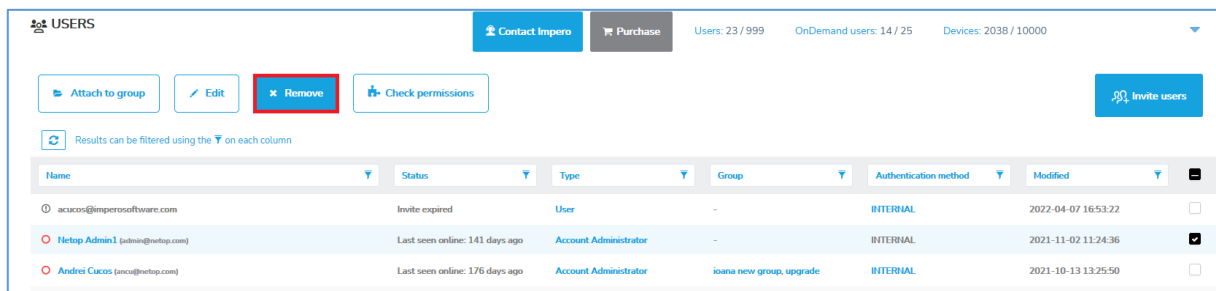 USERS
Contact Impero
Purchase
Users: 23 / 999
OnDemand users: 14 / 25
Devices: 2038 / 10000
Attach to group
Edit
Remove
Check permissions
Invite users
Results can be filtered using the on each column
Name Status Type Group Authentication method Modified
acucos@imperosoftware.com Invite expired User - INTERNAL 2022-04-07 16:53:22
Netop Admin1 (admin@netop.com) Last seen online: 141 days ago Account Administrator - INTERNAL 2021-11-02 11:24:36
Andrei Cucos (ancu@netop.com) Last seen online: 176 days ago Account Administrator ioana new group, upgrade INTERNAL 2021-10-13 13:25:50